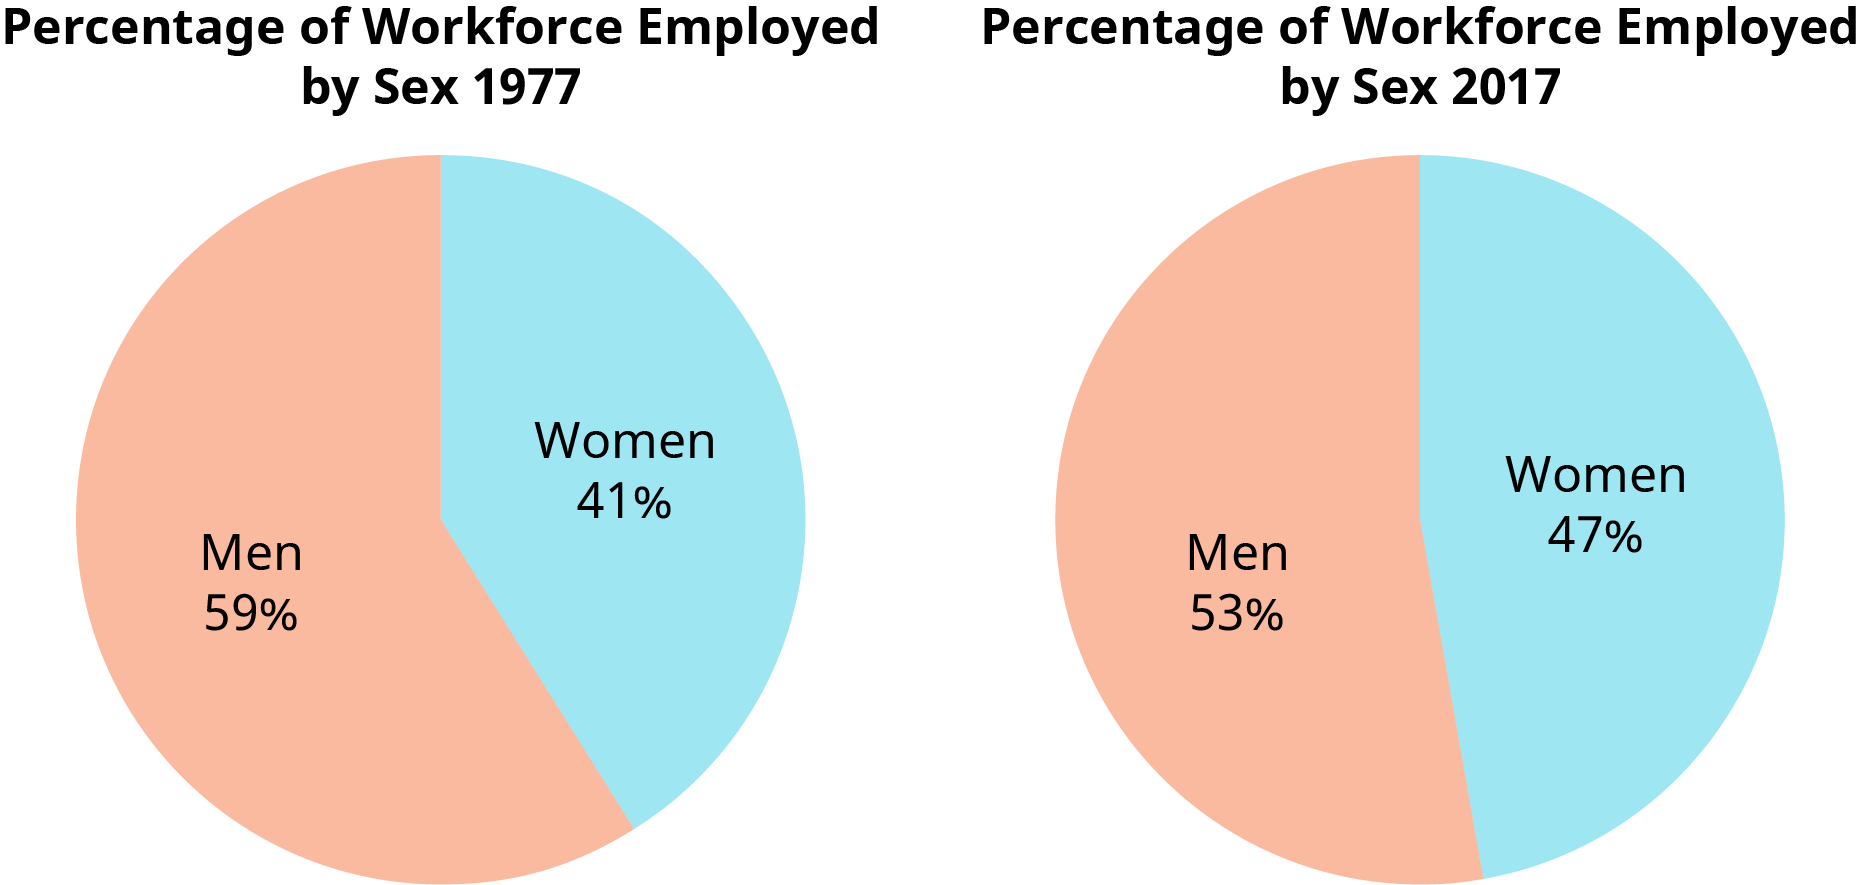 Percentage of Workforce Employed
by Sex 1977
Women
41%
Men
59%
Percentage of Workforce Employed
by Sex 2017
Women
47%
Men
53%